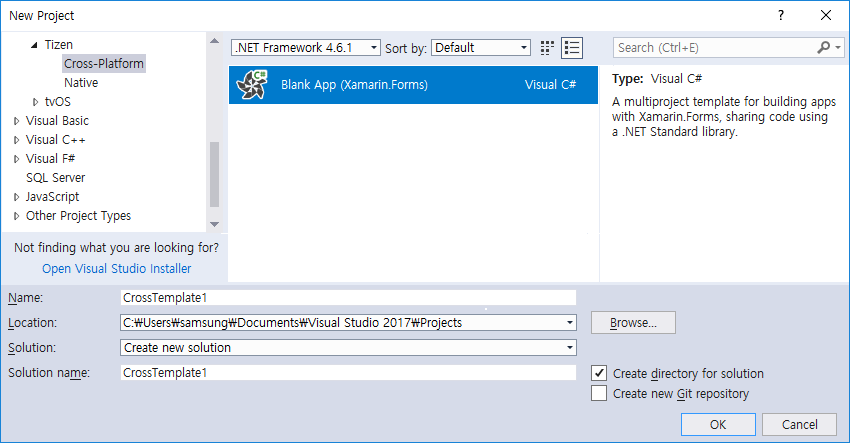 New Project
Tizen
Cross-Platform
Native
tvOS
Visual Basic
Visual C++
Visual F#
SQL Server
JavaScript
Other Project Types
Not finding what you are looking for?
Open Visual Studio Installer
.NET Framework 4.6.1
Sort by:
Default
Search (Ctrl+E)
C#
Blank App (Xamarin.Forms)
Visual C#
Type: Visual C#
A multiproject template for building apps
with Xamarin.Forms, sharing code using
a .NET Standard library.
Name:
CrossTemplate1
Location:
C:₩Users₩samsung₩Documents₩Visual Studio 2017₩Projects
Browse...
Solution:
Create new solution
Solution name:
CrossTemplate1
Create directory for solution
Create new Git repository
OK
Cancel